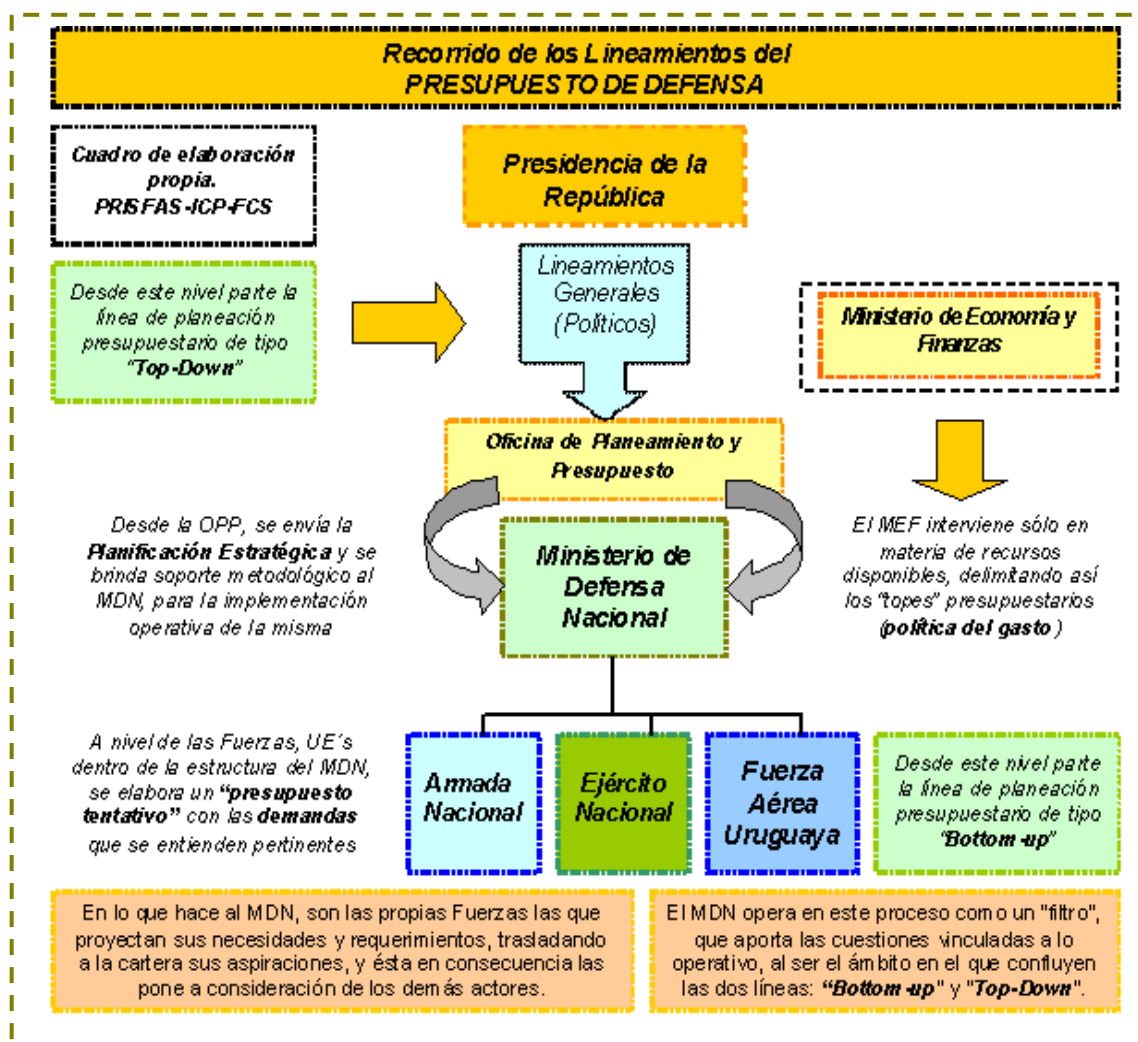 Recorrido de los Lineamientos del
PRESUPUESTO DE DEFENSA
Cuadro de elaboración
propia.
PRISFAS-ICP-FCS
Presidencia de la
República
Desde este nivel parte la
línea de planeación
presupuestario de tipo
“Top-Down”
Lineamientos
Generales
(Políticos)
Ministerio de Economía y
Finanzas
Oficina de Planeamiento y
Presupuesto
Desde la OPP, se envía la
Planificación Estratégica y se
brinda soporte metodológico al
MDN, para la implementación
operativa de la misma
Ministerio de
Defensa
Nacional
El MEF interviene sólo en
materia de recursos
disponibles, delimitando así
los “topes” presupuestarios
(política del gasto )
A nivel de las Fuerzas, UE´s
dentro de la estructura del MDN,
se elabora un “presupuesto
tentativo” con las demandas
que se entienden pertinentes
Armada
Nacional
Ejército
Nacional
Fuerza
Aérea
Uruguaya
Desde este nivel parte
la línea de planeación
presupuestario de tipo
“Bottom-up”
En lo que hace al MDN, son las propias Fuerzas las que
proyectan sus necesidades y requerimientos, trasladando
a la cartera sus aspiraciones, y ésta en consecuencia las
pone a consideración de los demás actores.
El MDN opera en este proceso como un "filtro",
que aporta las cuestiones vinculadas a lo
operativo, al ser el ámbito en el que confluyen
las dos líneas: “Bottom-up" y "Top-Down".